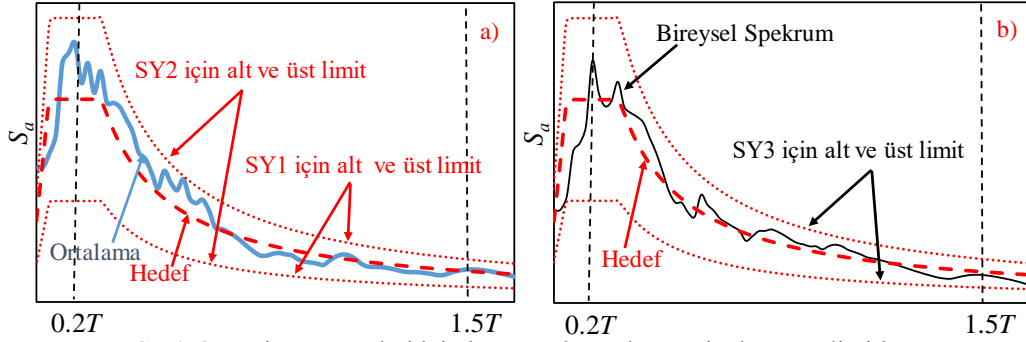 a)
SY2 için alt ve üst limit
SY1 için alt ve üst limit
Sa
Ortalama
Hedef
0.2T
1.5T
b)
Bireysel Spekrum
SY3 için alt ve üst limit
Sa
Hedef
0.2T
1.5T